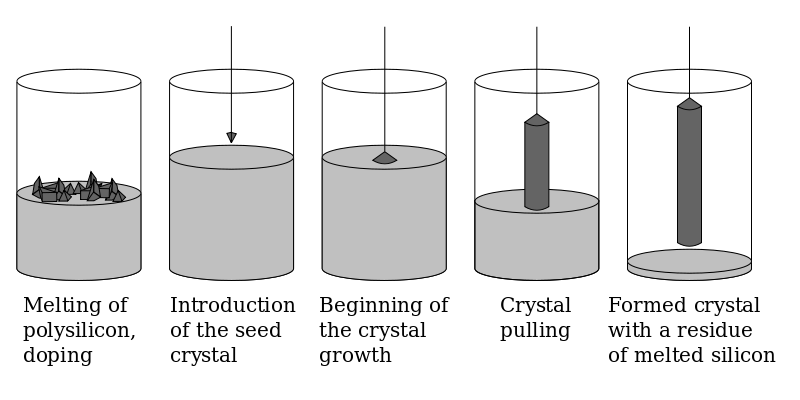 Melting of
polysilicon,
doping
Introduction
of the seed
crystal
Beginning of
the crystal
growth
Crystal
pulling
Formed crystal
with a residue
of melted silicon